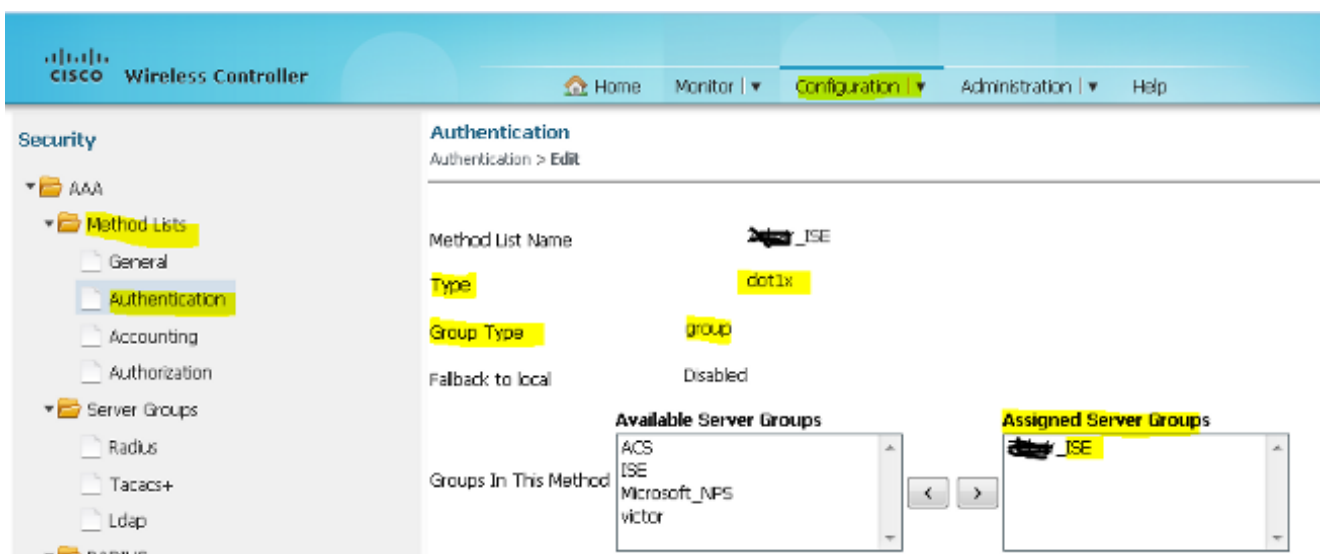 CISCO Wireless Controller
Home Monitor Configuration Administration Help
Security
AAA
Method Lists
General
Authentication
Accounting
Authorization
Server Groups
Radius
Tacacs+
Ldap
RADIUS
Authentication
Authentication > Edit
Method List Name _ISE
Type dot1x
Group Type group
Fallback to local Disabled
Available Server Groups
Groups In This Method
ACS
ISE
Microsoft_NPS
victor
< >
Assigned Server Groups
_ISE